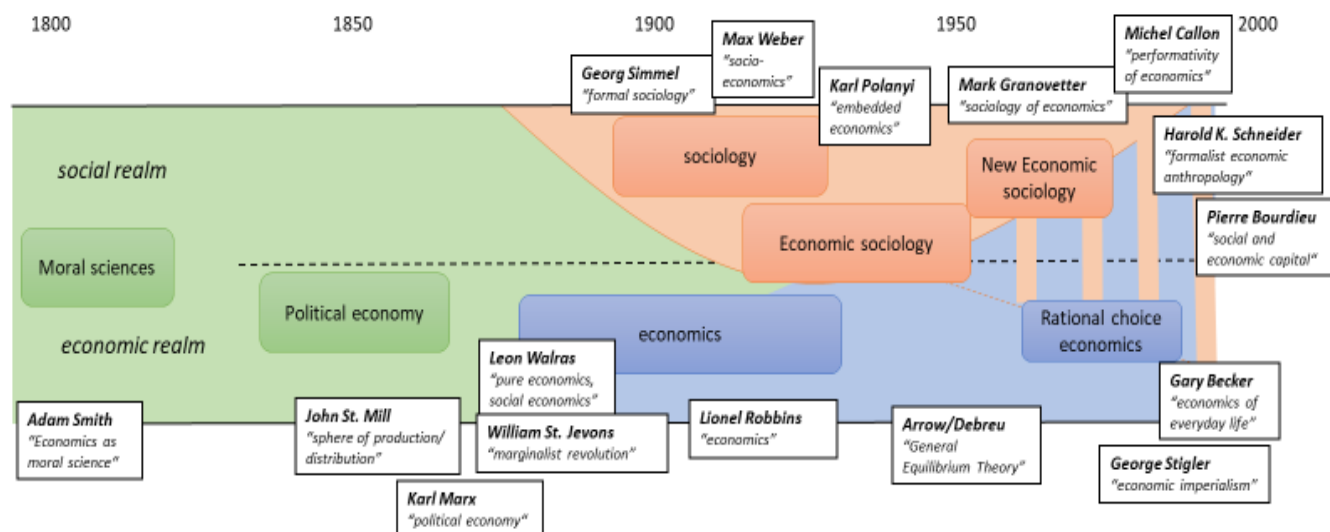 1800
1850
1900
1950
2000
Georg Simmel
“formal sociology”
Max Weber
“socio-
economics”
Karl Polanyi
“embedded
economics”
Mark Granovetter
“sociology of economics”
Michel Callon
“performativity
of economics”
Harold K. Schneider
“formalist economic
anthropology”
Pierre Bourdieu
“social and
economic capital“
social realm
sociology
New Economic
sociology
Economic sociology
Moral sciences
Political economy
economics
Rational choice
economics
economic realm
Adam Smith
“Economics as
moral science“
John St. Mill
“sphere of production/
distribution”
Karl Marx
“political economy“
Leon Walras
“pure economics,
social economics”
William St. Jevons
“marginalist revolution”
Lionel Robbins
“economics”
Arrow/Debreu
“General
Equilibrium Theory”
Gary Becker
“economics of
everyday life”
George Stigler
“economic imperialism”